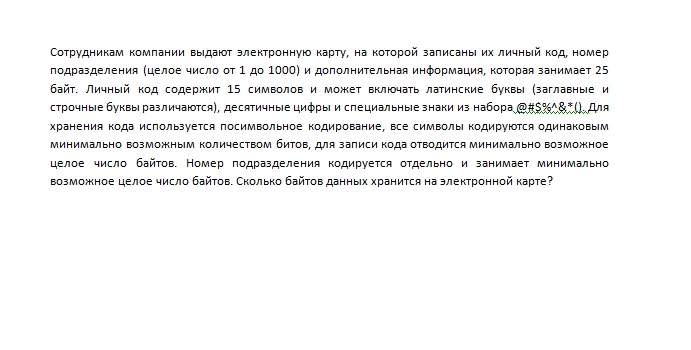 Сотрудникам компании выдают электронную карту, на которой записаны их личный код, номер
подразделения (целое число от 1 до 1000) и дополнительная информация, которая занимает 25
байт. Личный код содержит 15 символов и может включать латинские буквы (заглавные и
строчные буквы различаются), десятичные цифры и специальные знаки из набора @#$%^&*(). Для
хранения кода используется посимвольное кодирование, все символы кодируются одинаковым
минимально возможным количеством битов, для записи кода отводится минимально возможное
целое число байтов. Номер подразделения кодируется отдельно и занимает минимально
возможное целое число байтов. Сколько байтов данных хранится на электронной карте?